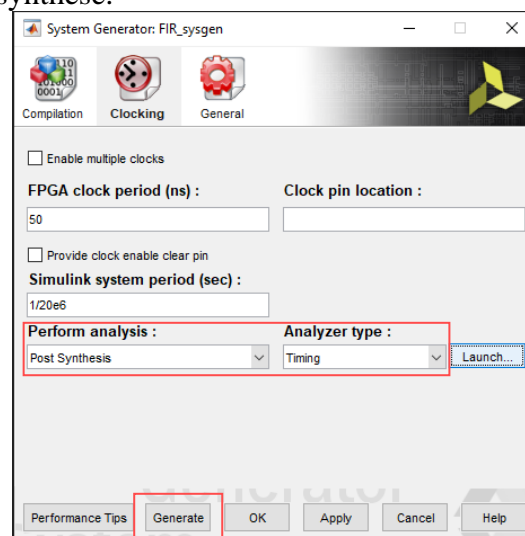 synthèse.
System Generator: FIR_sysgen
Compilation Clocking General
Enable multiple clocks
FPGA clock period (ns) : Clock pin location :
50
Provide clock enable clear pin
Simulink system period (sec) :
1/20e6
Perform analysis : Analyzer type :
Post Synthesis Timing Launch...
Performance Tips Generate OK Apply Cancel Help